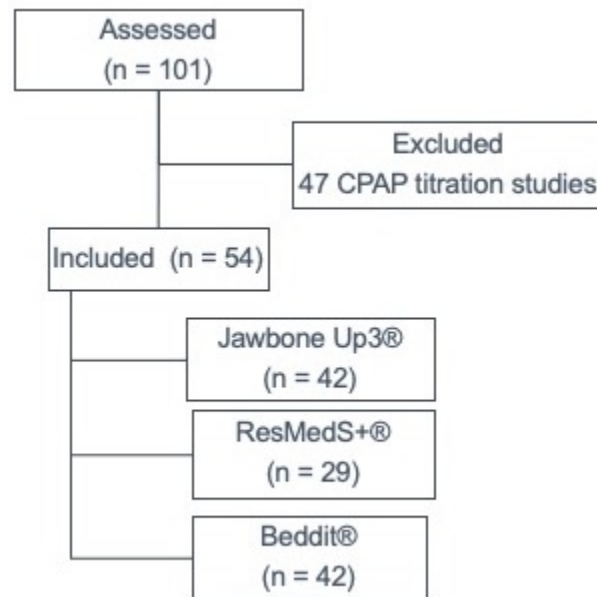 Assessed
(n = 101)
Excluded
47 CPAP titration studies
Included (n = 54)
Jawbone Up3®
(n = 42)
ResMedS+®
(n = 29)
Beddit®
(n = 42)